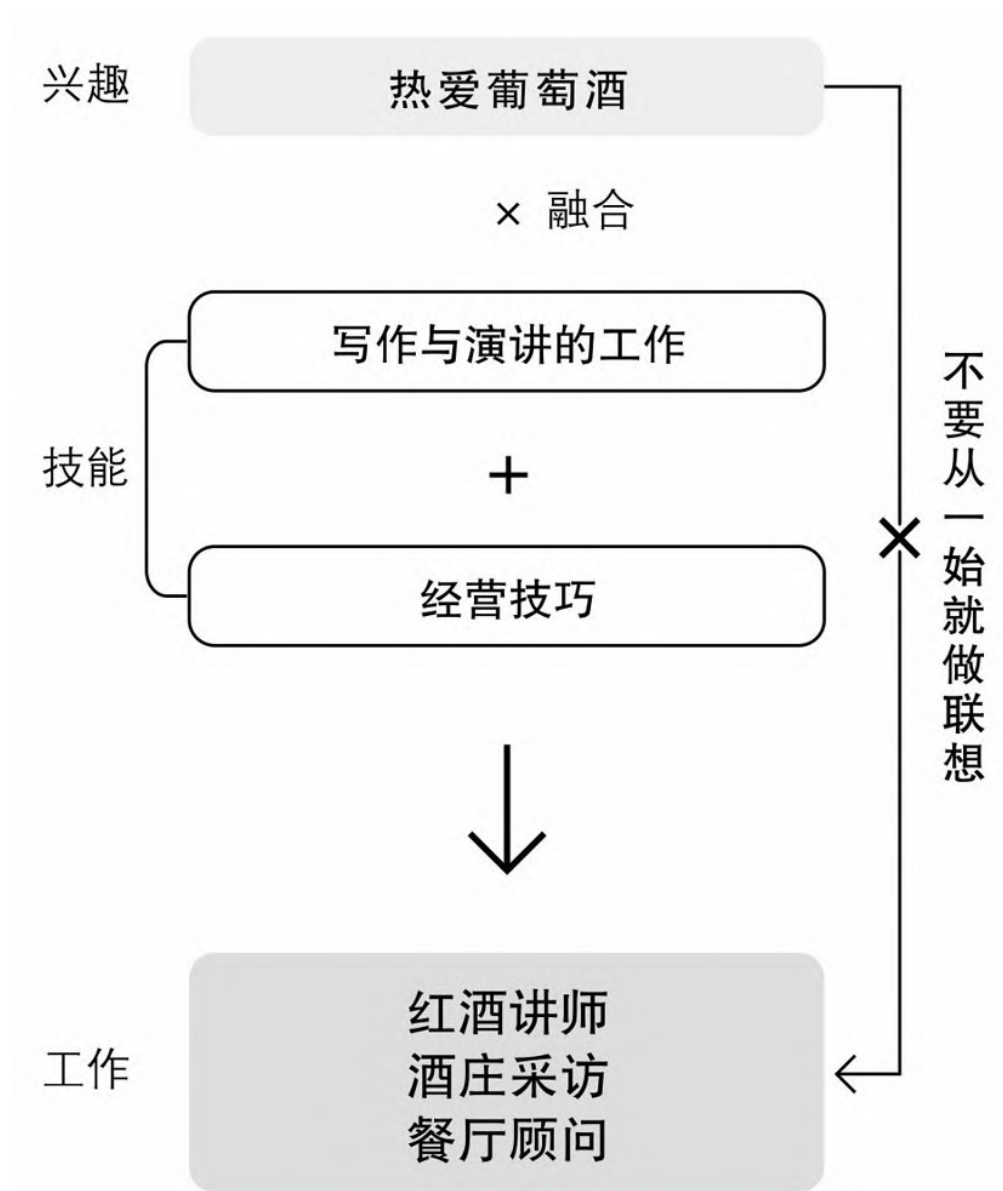 兴趣
热爱葡萄酒
× 融合
写作与演讲的工作
技能
+
经营技巧
不要从一始就做联想
工作
红酒讲师
酒庄采访
餐厅顾问